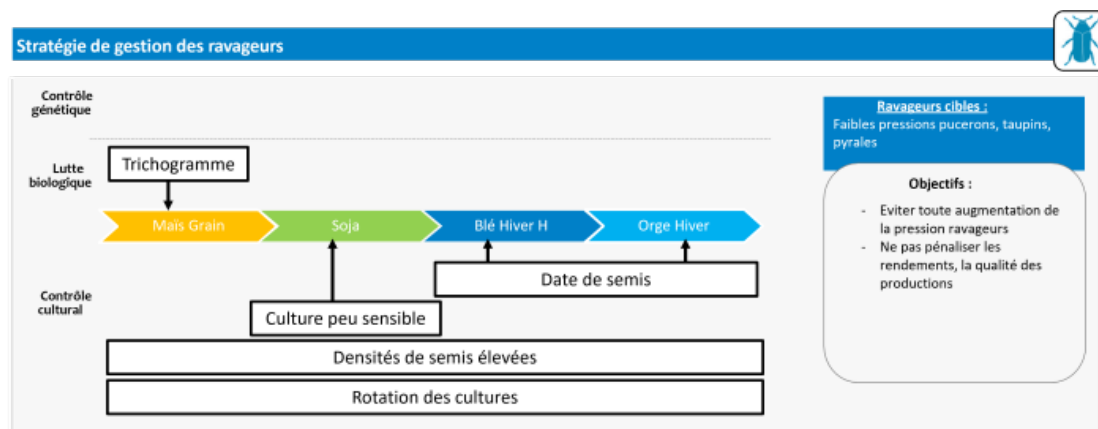 Stratégie de gestion des ravageurs
Contrôle
génétique
Lutte
biologique
Trichogramme
Maïs Grain
Soja
Blé Hiver H
Orge Hiver
Contrôle
cultural
Date de semis
Culture peu sensible
Densités de semis élevées
Rotation des cultures
Ravageurs cibles :
Faibles pressions pucerons, taupins,
pyrales
Objectifs :
- Eviter toute augmentation de
la pression ravageurs
- Ne pas pénaliser les
rendements, la qualité des
productions